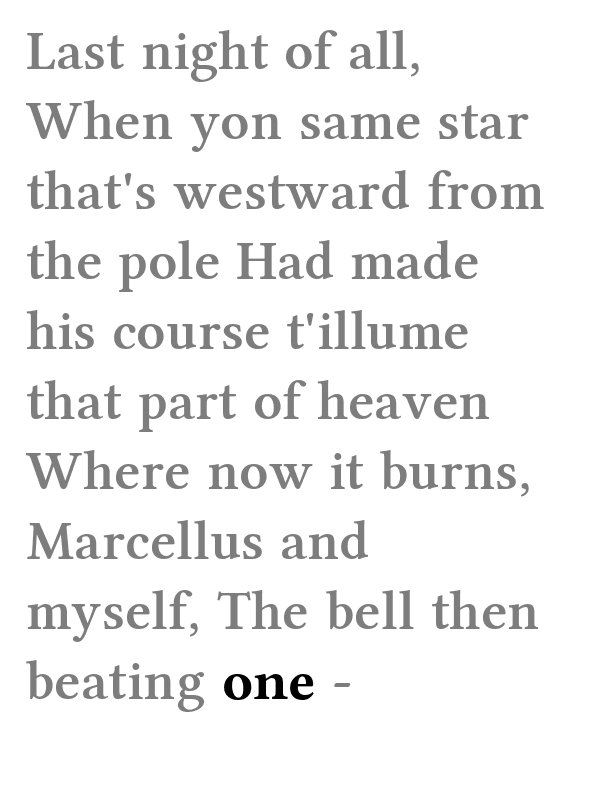 Last night of all,
When yon same star
that's westward from
the pole Had made
his course t'illume
that part of heaven
Where now it burns,
Marcellus and
myself, The bell then
beating one -